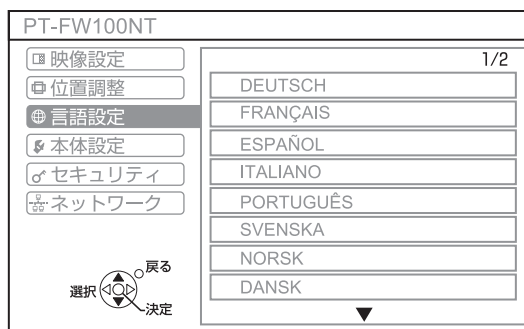 PT-FW100NT
映像設定
位置調整
言語設定
本体設定
セキュリティ
ネットワーク
戻る
選択
決定
1/2
DEUTSCH
FRANÇAIS
ESPAÑOL
ITALIANO
PORTUGUÊS
SVENSKA
NORSK
DANSK